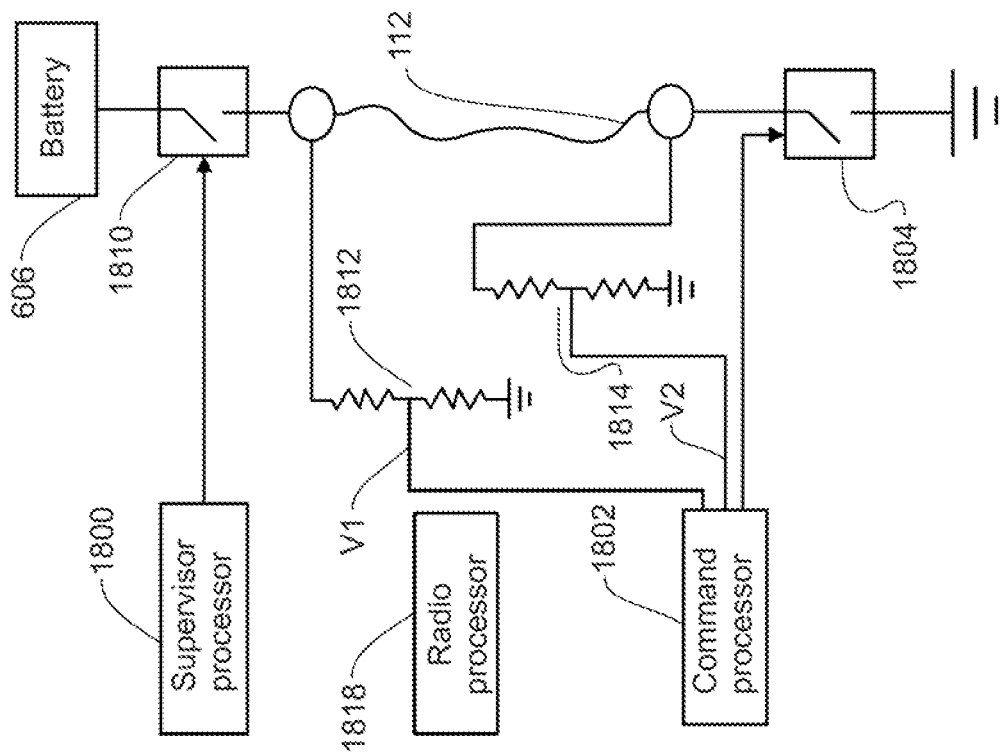 Battery
606
1810
112
1812
1814
1804
V1
V2
1800
Supervisor
processor
1818
Radio
processor
1802
Command
processor